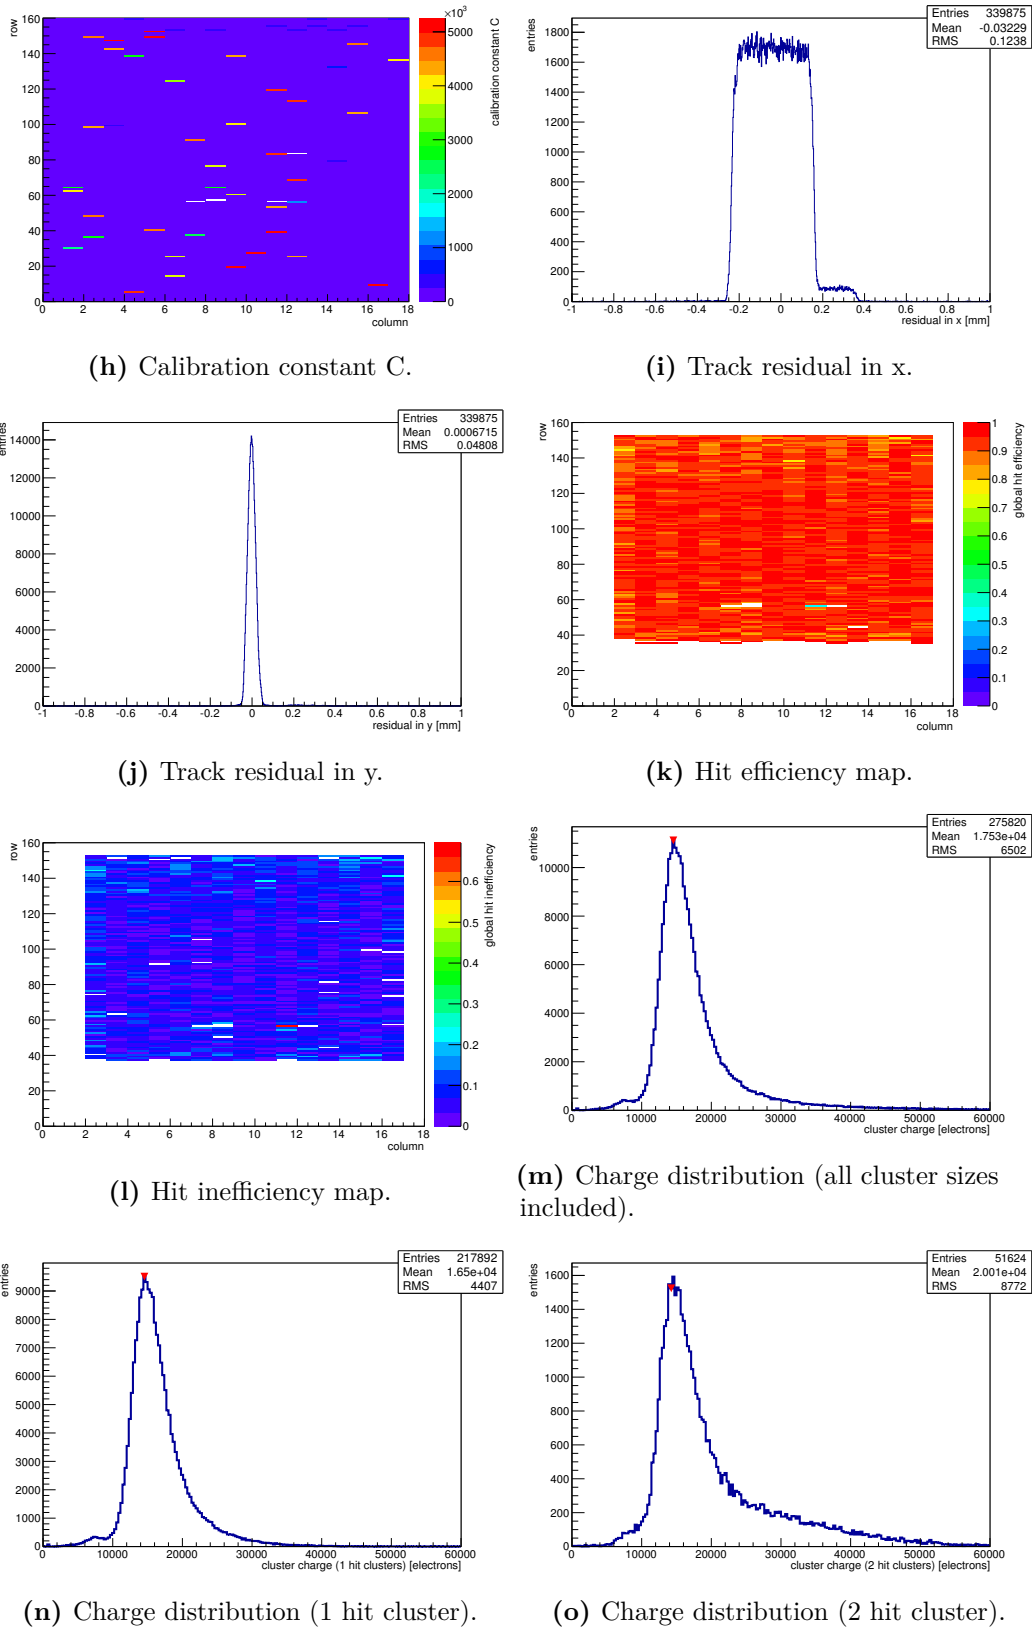 160
140
120
100
80
60
40
20
0
row
0 2 4 6 8 10 12 14 16 18
column
×10³
5000
4000
3000
2000
1000
0
calibration constant C
(h) Calibration constant C.
entries
1800
1600
1400
1200
1000
800
600
400
200
0
-1 -0.8 -0.6 -0.4 -0.2 0 0.2 0.4 0.6 0.8 1
residual in x [mm]
Entries 339875
Mean -0.03229
RMS 0.1238
(i) Track residual in x.
entries
14000
12000
10000
8000
6000
4000
2000
0
-1 -0.8 -0.6 -0.4 -0.2 0 0.2 0.4 0.6 0.8 1
residual in y [mm]
Entries 339875
Mean 0.0006715
RMS 0.04808
(j) Track residual in y.
160
140
120
100
80
60
40
20
0
row
0 2 4 6 8 10 12 14 16 18
column
1
0.9
0.8
0.7
0.6
0.5
0.4
0.3
0.2
0.1
0
global hit efficiency
(k) Hit efficiency map.
160
140
120
100
80
60
40
20
0
row
0 2 4 6 8 10 12 14 16 18
column
0.6
0.5
0.4
0.3
0.2
0.1
0
global hit inefficiency
(l) Hit inefficiency map.
entries
10000
8000
6000
4000
2000
0
0 10000 20000 30000 40000 50000 60000
cluster charge [electrons]
Entries 275820
Mean 1.753e+04
RMS 6502
(m) Charge distribution (all cluster sizes
included).
entries
9000
8000
7000
6000
5000
4000
3000
2000
1000
0
0 10000 20000 30000 40000 50000 60000
cluster charge (1 hit clusters) [electrons]
Entries 217892
Mean 1.65e+04
RMS 4407
(n) Charge distribution (1 hit cluster).
entries
1600
1400
1200
1000
800
600
400
200
0
0 10000 20000 30000 40000 50000 60000
cluster charge (2 hit clusters) [electrons]
Entries 51624
Mean 2.001e+04
RMS 8772
(o) Charge distribution (2 hit cluster).